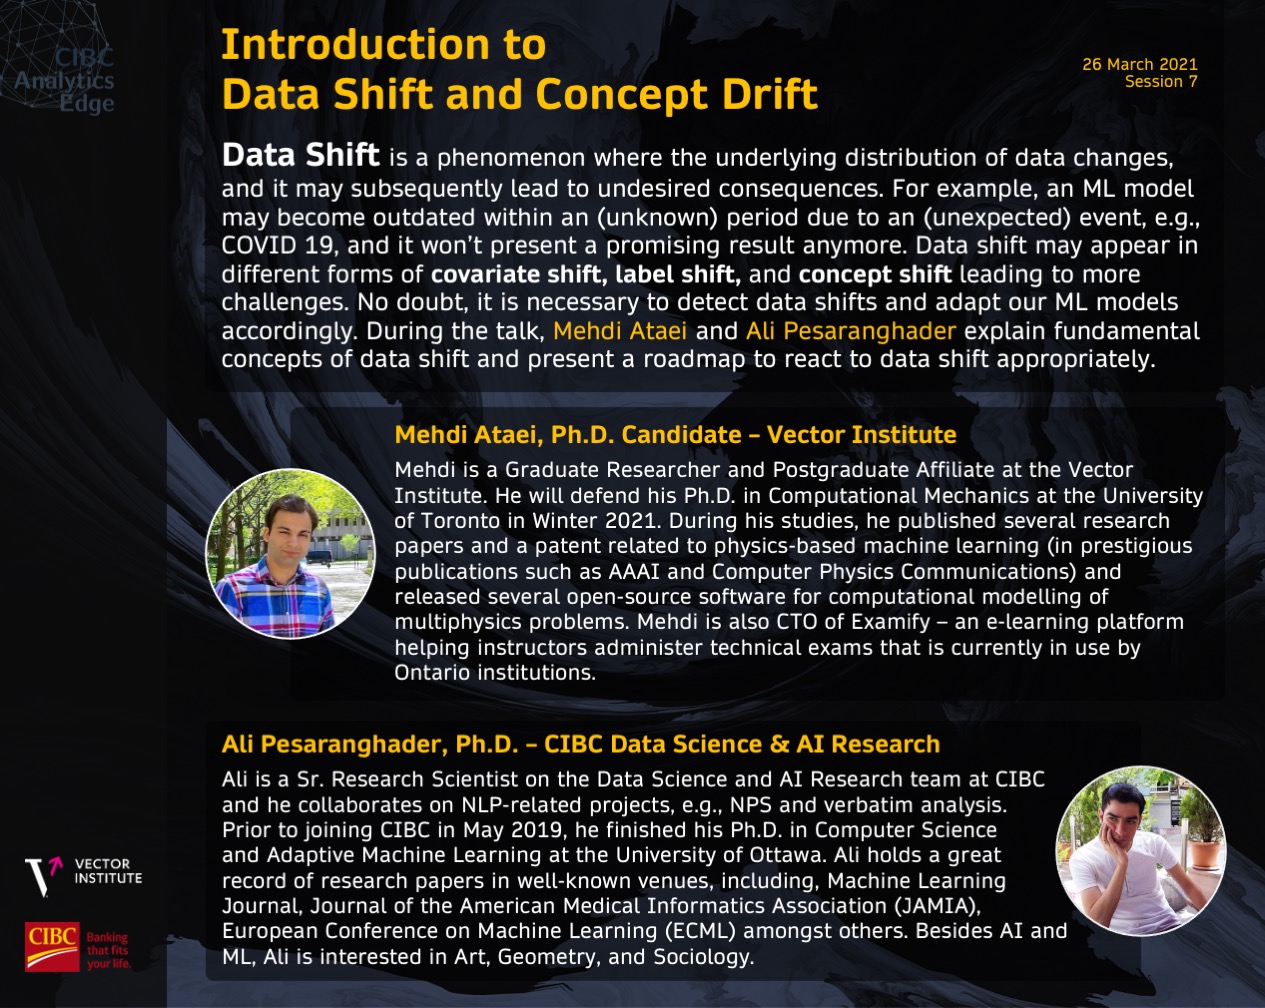 CIBC
Analytics
Edge
Introduction to
Data Shift and Concept Drift
26 March 2021
Session 7
Data Shift is a phenomenon where the underlying distribution of data changes,
and it may subsequently lead to undesired consequences. For example, an ML model
may become outdated within an (unknown) period due to an (unexpected) event, e.g.,
COVID 19, and it won't present a promising result anymore. Data shift may appear in
different forms of covariate shift, label shift, and concept shift leading to more
challenges. No doubt, it is necessary to detect data shifts and adapt our ML models
accordingly. During the talk, Mehdi Ataei and Ali Pesaranghader explain fundamental
concepts of data shift and present a roadmap to react to data shift appropriately.
Mehdi Ataei, Ph.D. Candidate – Vector Institute
Mehdi is a Graduate Researcher and Postgraduate Affiliate at the Vector
Institute. He will defend his Ph.D. in Computational Mechanics at the University
of Toronto in Winter 2021. During his studies, he published several research
papers and a patent related to physics-based machine learning (in prestigious
publications such as AAAI and Computer Physics Communications) and
released several open-source software for computational modelling of
multiphysics problems. Mehdi is also CTO of Examify – an e-learning platform
helping instructors administer technical exams that is currently in use by
Ontario institutions.
Ali Pesaranghader, Ph.D. – CIBC Data Science & AI Research
Ali is a Sr. Research Scientist on the Data Science and AI Research team at CIBC
and he collaborates on NLP-related projects, e.g., NPS and verbatim analysis.
Prior to joining CIBC in May 2019, he finished his Ph.D. in Computer Science
and Adaptive Machine Learning at the University of Ottawa. Ali holds a great
record of research papers in well-known venues, including, Machine Learning
Journal, Journal of the American Medical Informatics Association (JAMIA),
European Conference on Machine Learning (ECML) amongst others. Besides AI and
ML, Ali is interested in Art, Geometry, and Sociology.
VECTOR
INSTITUTE
CIBC
Banking
that fits
your life.